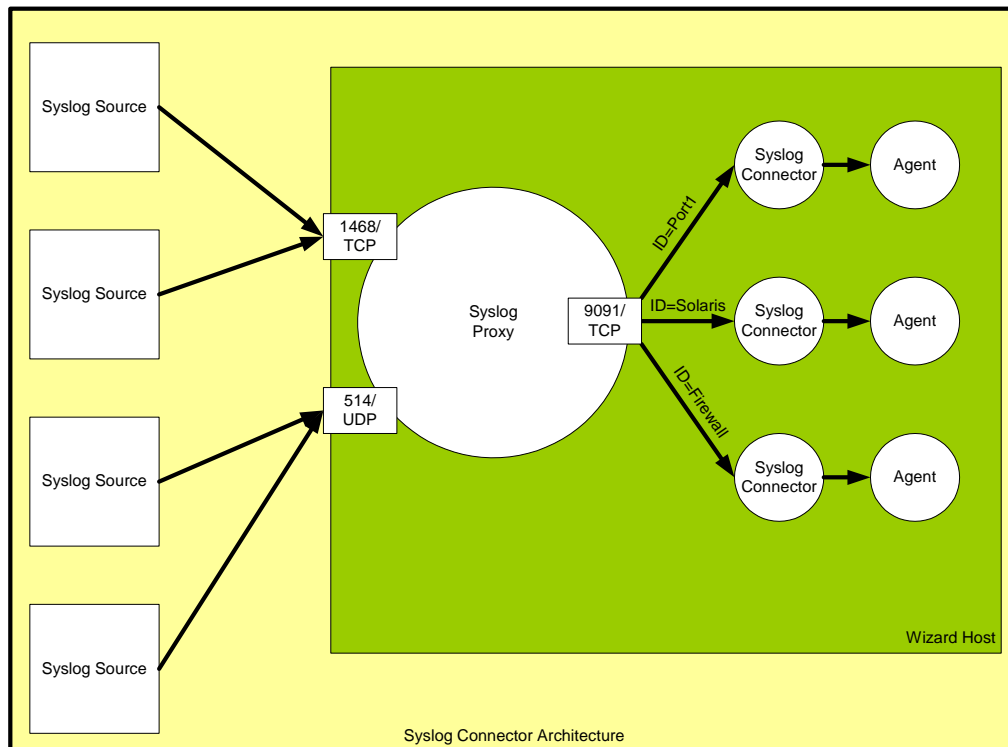 Syslog Source
Syslog Source
Syslog Source
Syslog Source
1468/
TCP
514/
UDP
Syslog
Proxy
9091/
TCP
ID=Port1
ID=Solaris
ID=Firewall
Syslog
Connector
Agent
Syslog
Connector
Agent
Syslog
Connector
Agent
Wizard Host
Syslog Connector Architecture